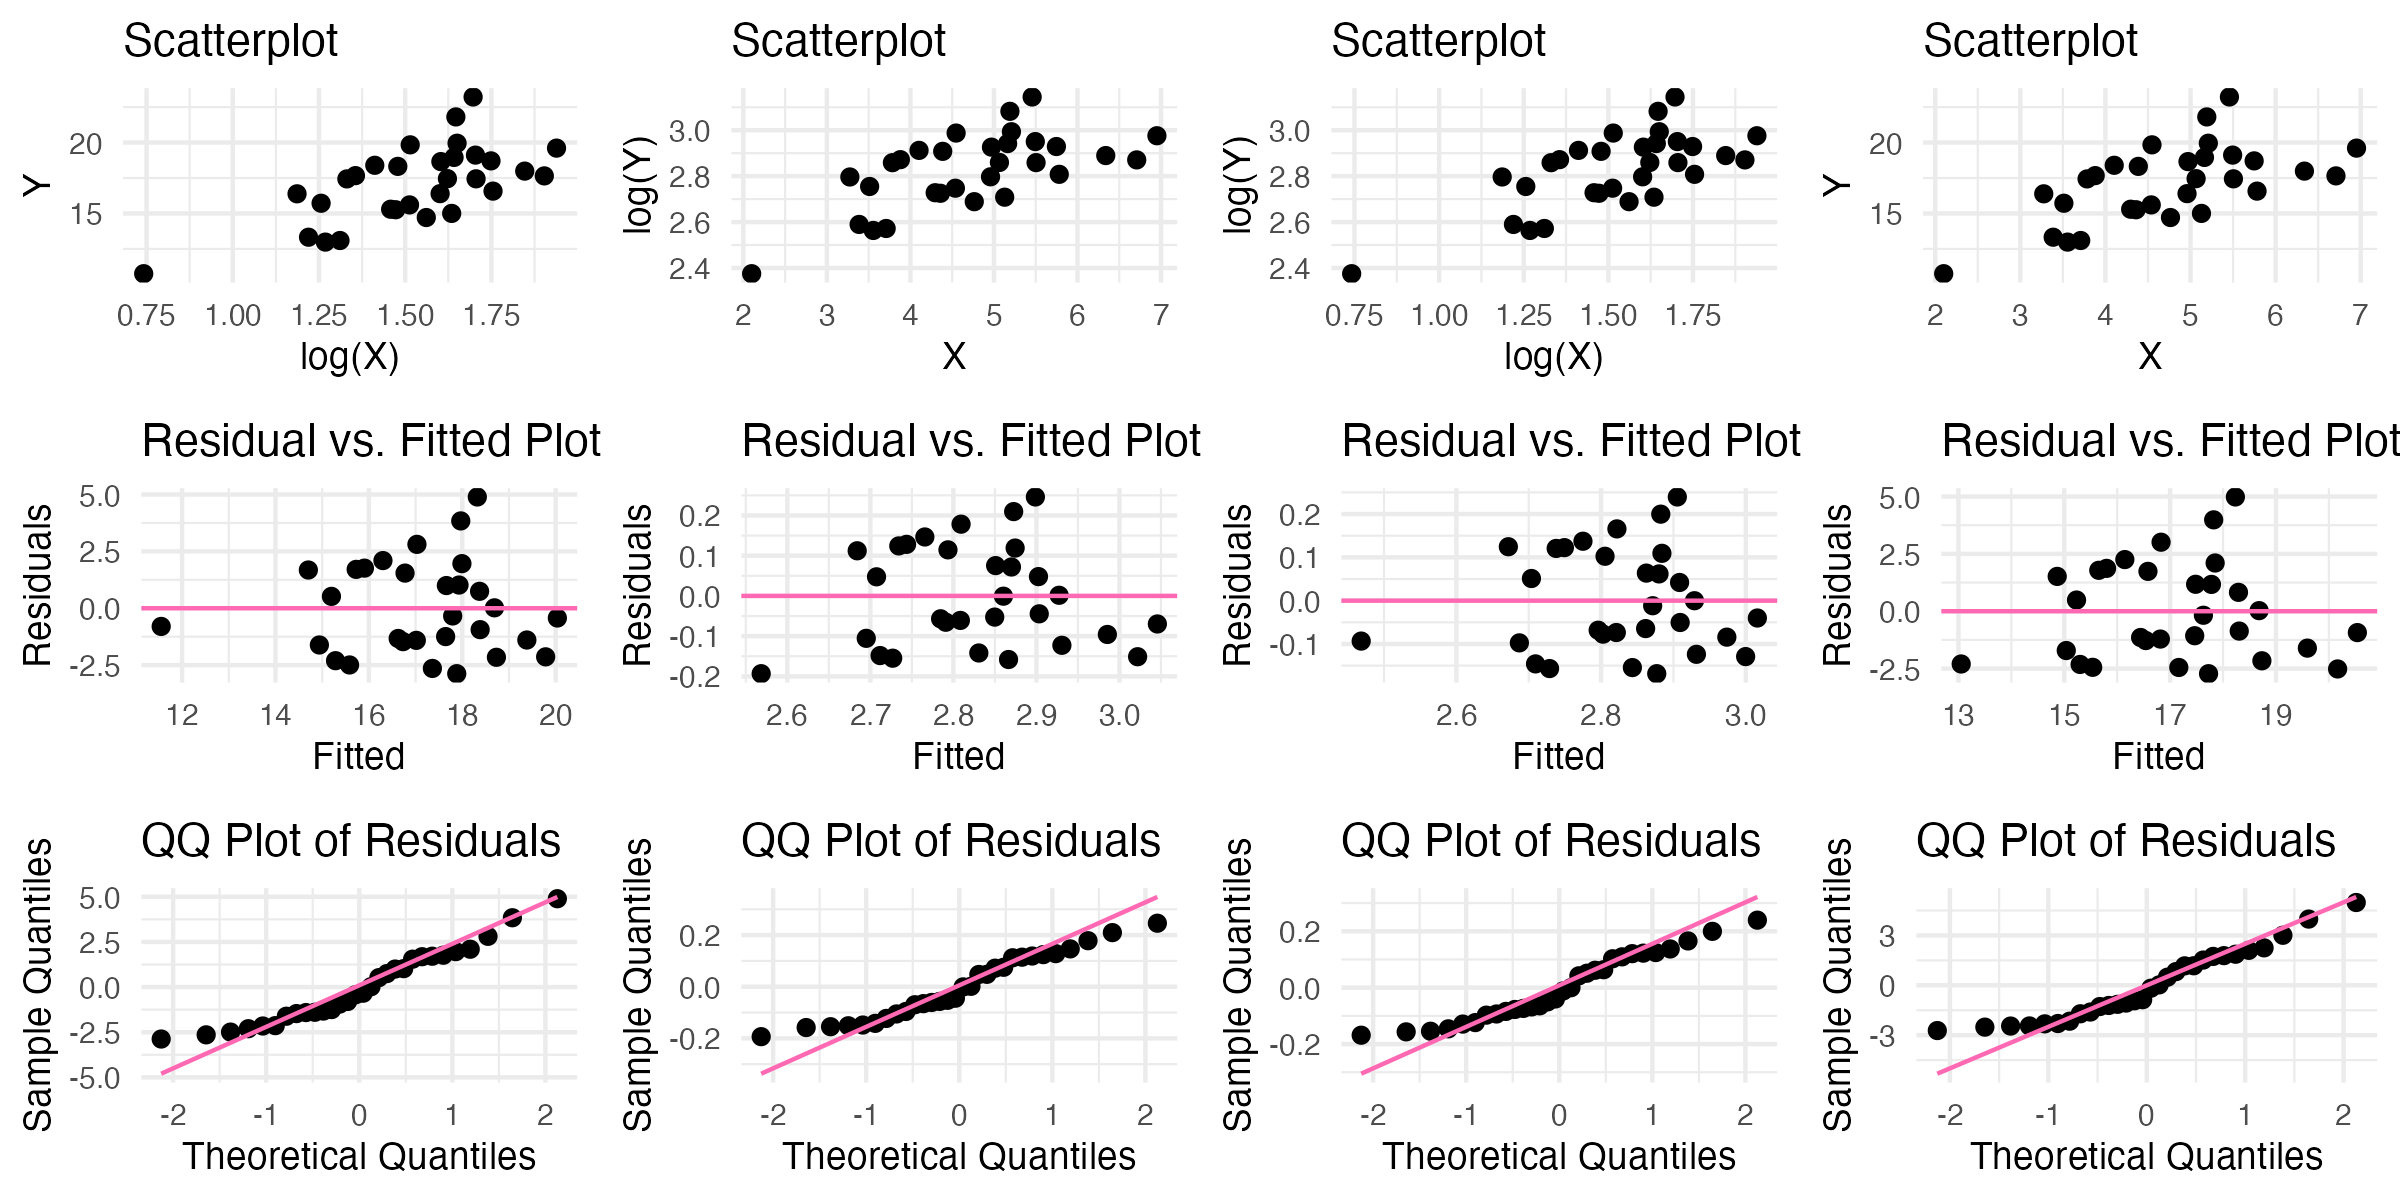 Scatterplot
Y
20
15
0.75 1.00 1.25 1.50 1.75
log(X)
Scatterplot
log(Y)
3.0
2.8
2.6
2.4
2 3 4 5 6 7
X
Scatterplot
log(Y)
3.0
2.8
2.6
2.4
0.75 1.00 1.25 1.50 1.75
log(X)
Scatterplot
Y
20
15
2 3 4 5 6 7
X
Residual vs. Fitted Plot
Residuals
5.0
2.5
0.0
-2.5
12 14 16 18 20
Fitted
Residual vs. Fitted Plot
Residuals
0.2
0.1
0.0
-0.1
-0.2
2.6 2.7 2.8 2.9 3.0
Fitted
Residual vs. Fitted Plot
Residuals
0.2
0.1
0.0
-0.1
2.6 2.8 3.0
Fitted
Residual vs. Fitted Plot
Residuals
5.0
2.5
0.0
-2.5
13 15 17 19
Fitted
QQ Plot of Residuals
Sample Quantiles
5.0
2.5
0.0
-2.5
-5.0
-2 -1 0 1 2
Theoretical Quantiles
QQ Plot of Residuals
Sample Quantiles
0.2
0.0
-0.2
-2 -1 0 1 2
Theoretical Quantiles
QQ Plot of Residuals
Sample Quantiles
0.2
0.0
-0.2
-2 -1 0 1 2
Theoretical Quantiles
QQ Plot of Residuals
Sample Quantiles
3
0
-3
-2 -1 0 1 2
Theoretical Quantiles